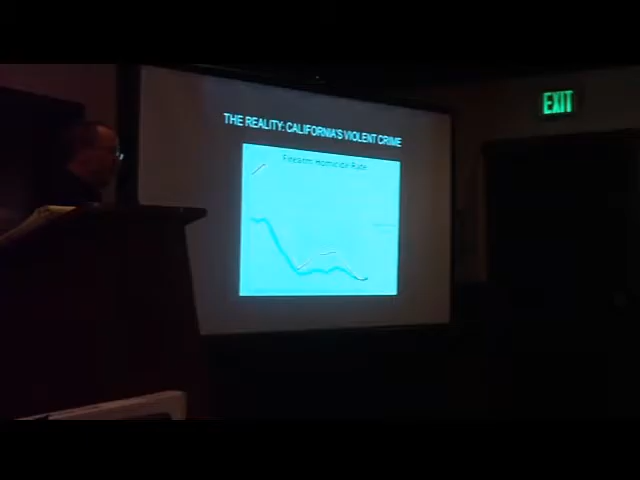 THE REALITY: CALIFORNIA'S VIOLENT CRIME
Firearm Homicide Rate
EXIT